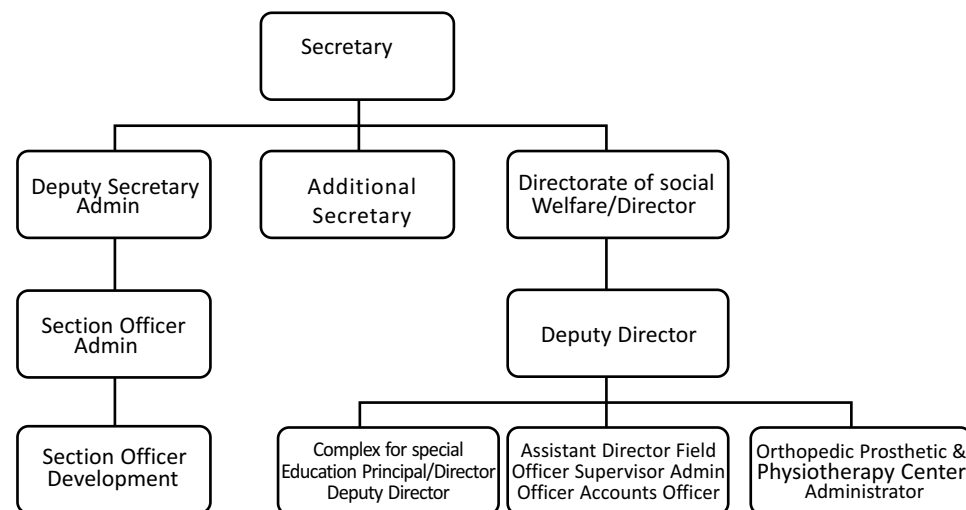 Secretary
Deputy Secretary
Admin
Additional
Secretary
Directorate of social
Welfare/Director
Section Officer
Admin
Deputy Director
Section Officer
Development
Complex for special
Education Principal/Director
Deputy Director
Assistant Director Field
Officer Supervisor Admin
Officer Accounts Officer
Orthopedic Prosthetic &
Physiotherapy Center
Administrator